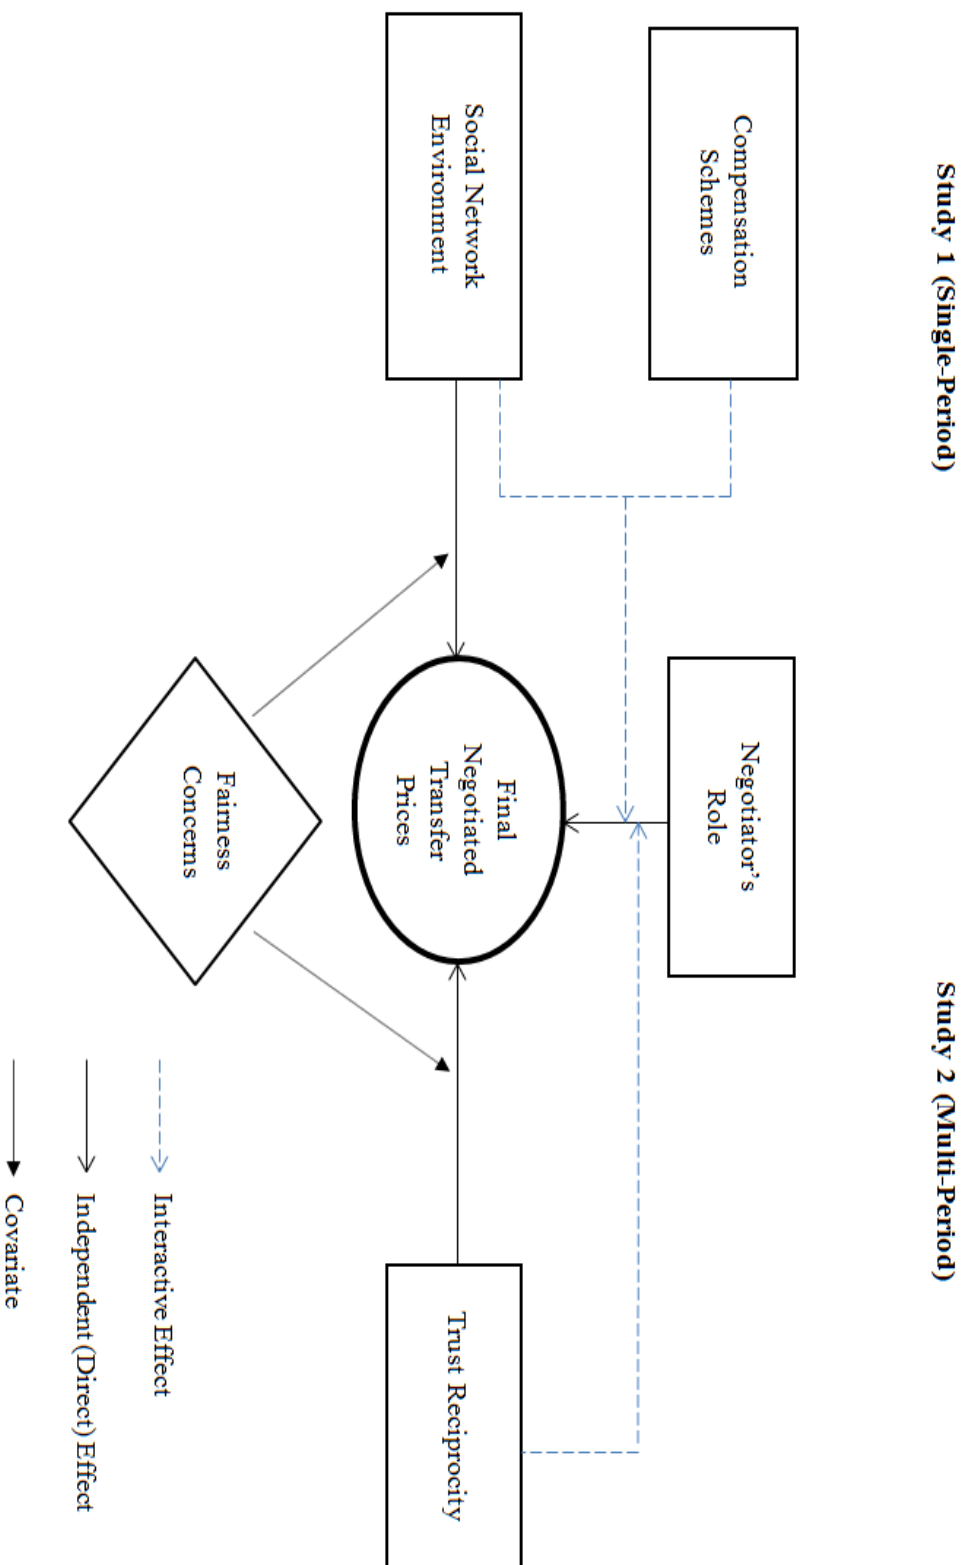 Study 1 (Single-Period)
Study 2 (Multi-Period)
Compensation
Schemes
Negotiator's
Role
Social Network
Environment
Final
Negotiated
Transfer
Prices
Trust Reciprocity
Fairness
Concerns
Interactive Effect
Independent (Direct) Effect
Covariate